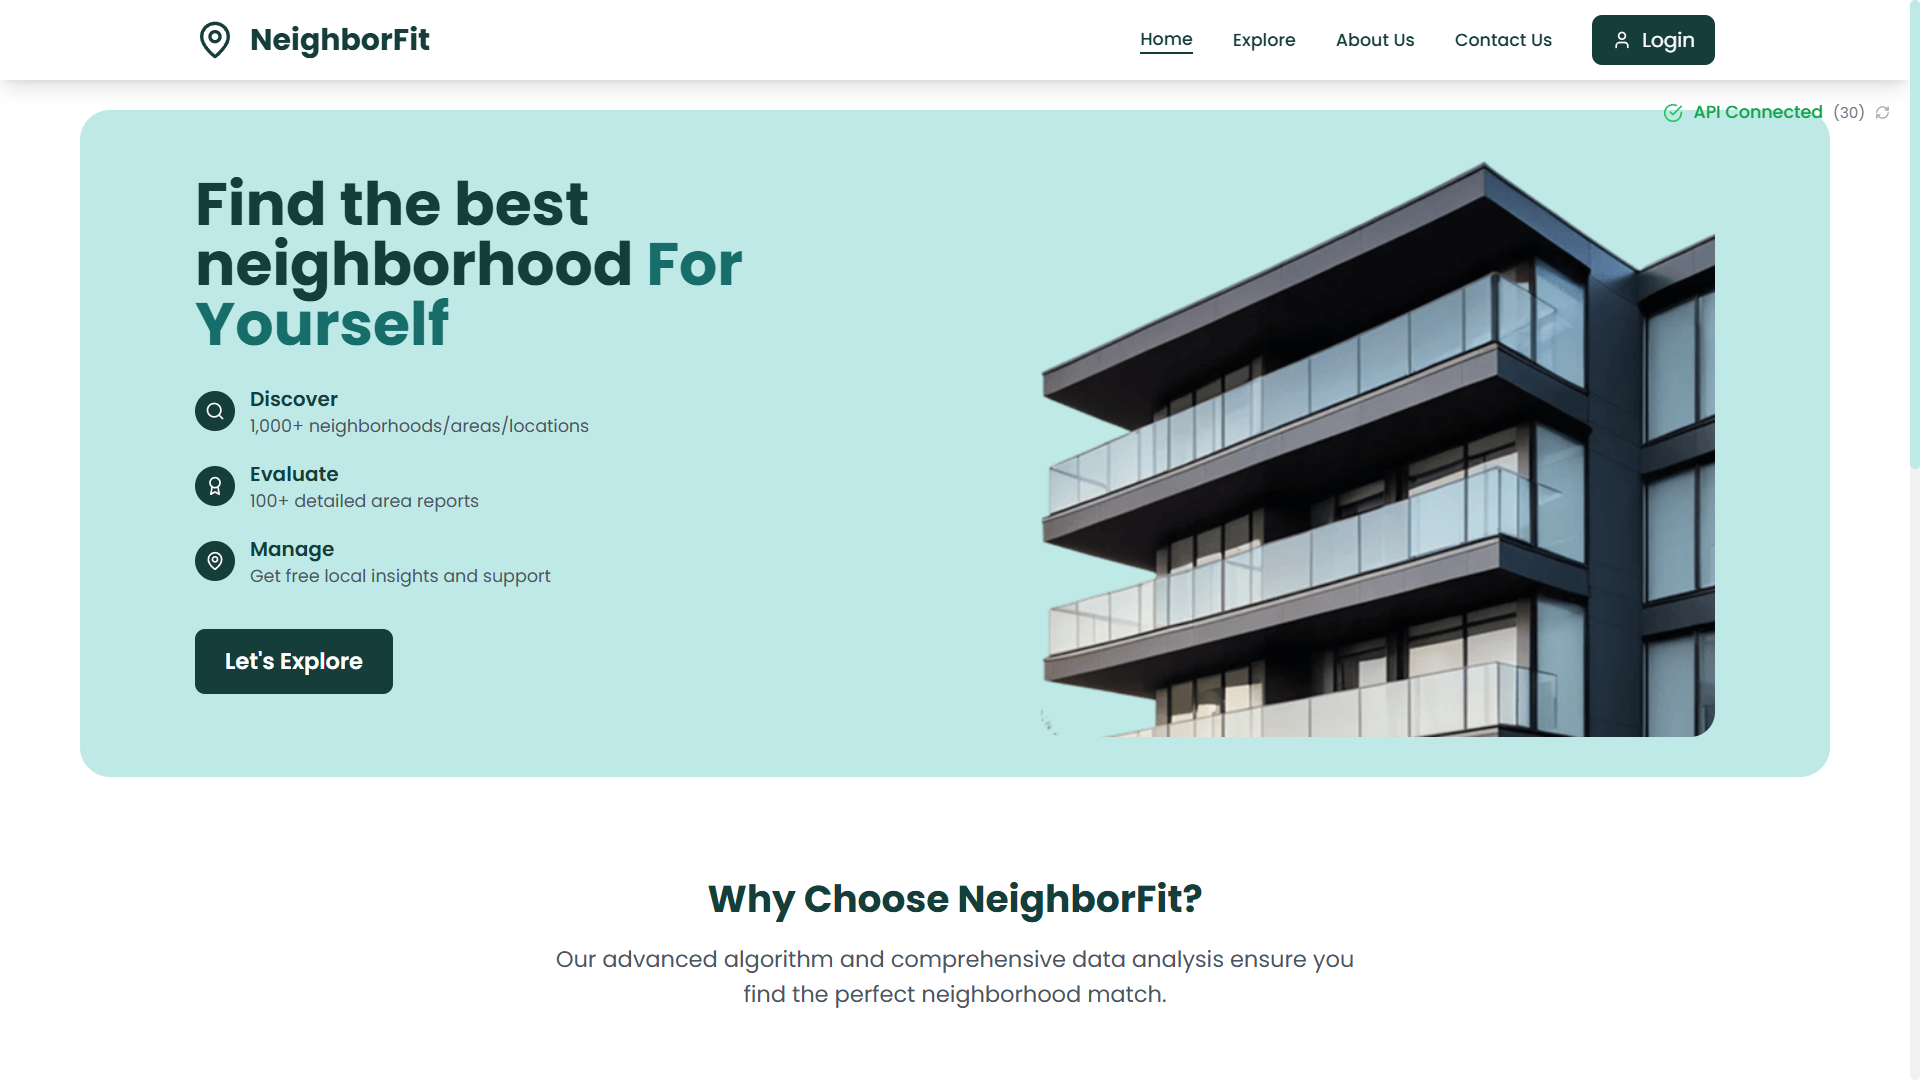 NeighborFit
Home
Explore
About Us
Contact Us
Login
API Connected (30)
Find the best
neighborhood For
Yourself
Discover
1,000+ neighborhoods/areas/locations
Evaluate
100+ detailed area reports
Manage
Get free local insights and support
Let's Explore
Why Choose NeighborFit?
Our advanced algorithm and comprehensive data analysis ensure you
find the perfect neighborhood match.